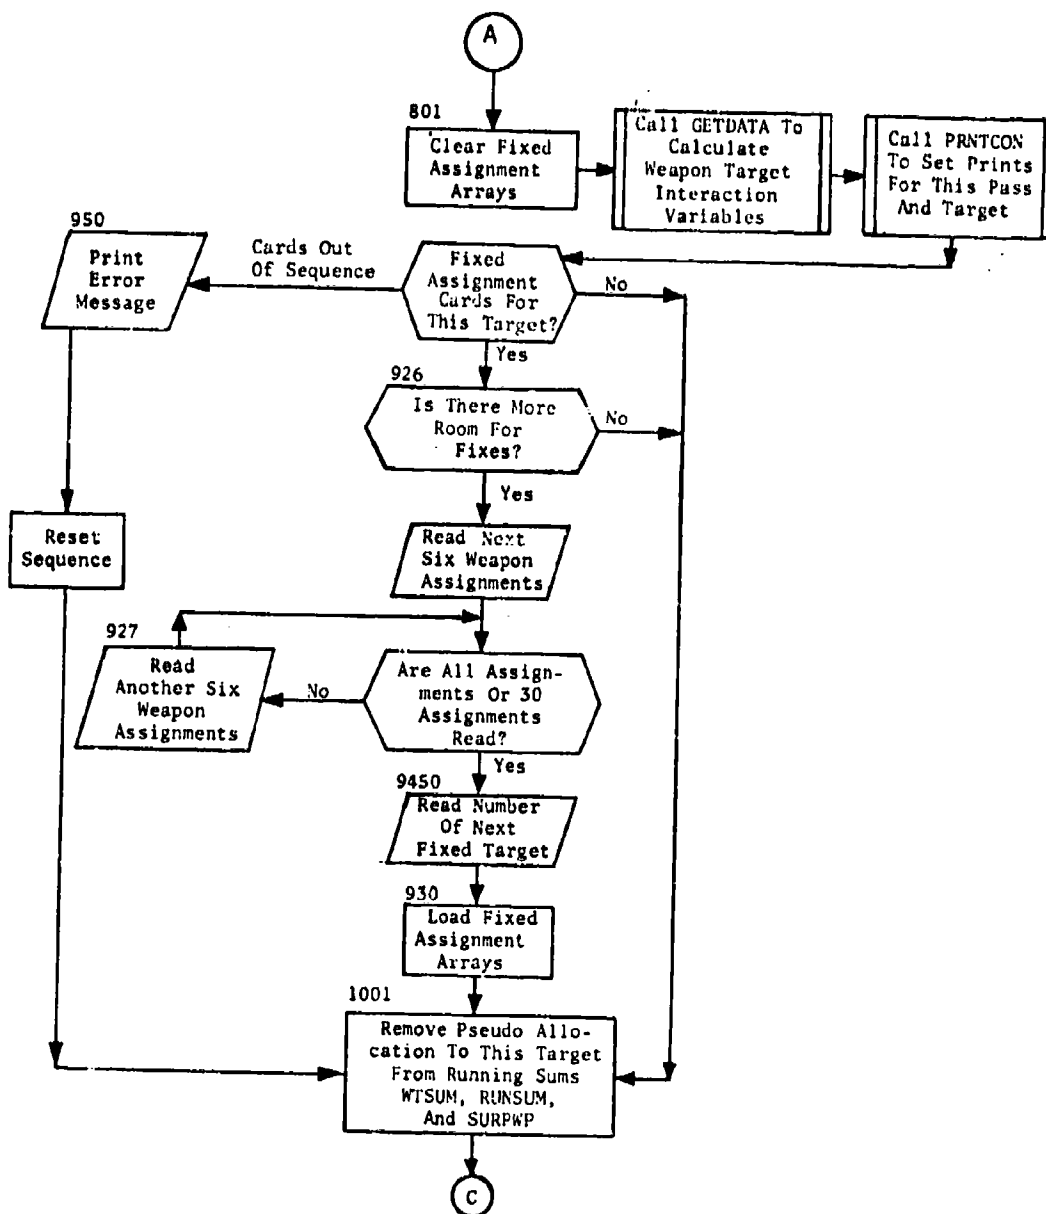 A
801
Clear Fixed
Assignment
Arrays
Call GETDATA To
Calculate
Weapon Target
Interaction
Variables
Call PRNTCON
To Set Prints
For This Pass
And Target
950
Print
Error
Message
Cards Out
Of Sequence
Fixed
Assignment
Cards For
This Target?
No
Yes
926
Is There More
Room For
Fixes?
No
Yes
Reset
Sequence
Read Next
Six Weapon
Assignments
927
Read
Another Six
Weapon
Assignments
No
Are All Assign-
ments Or 30
Assignments
Read?
Yes
9450
Read Number
Of Next
Fixed Target
930
Load Fixed
Assignment
Arrays
1001
Remove Pseudo Allo-
cation To This Target
From Running Sums
WTSUM, RUNSUM,
And SURPWP
C